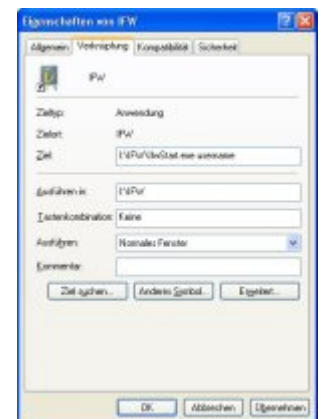 Eigenschaften von IFW
Allgemein Verknüpfung Kompatibilität Sicherheit
IFW
Zieltyp: Anwendung
Zielort: IFW
Ziel:
Ausführen in: I:\IFW\
Tastenkombination: Keine
Ausführen: Normales Fenster
Kommentar:
Ziel suchen... Anderes Symbol... Erweitert...
OK Abbrechen Übernehmen